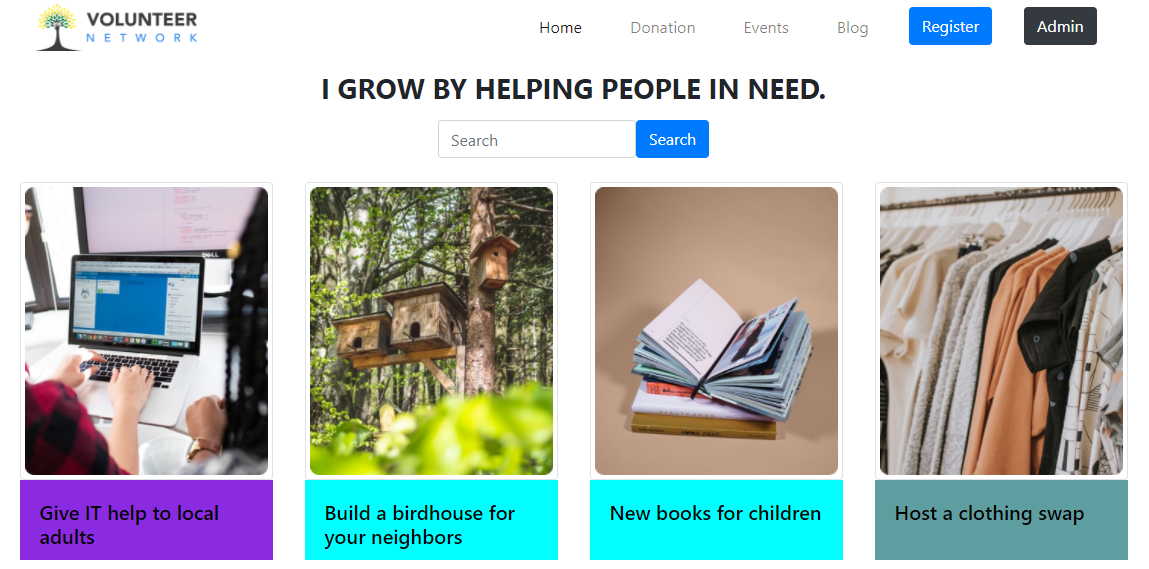 VOLUNTEER
NETWORK
Home Donation Events Blog Register Admin
I GROW BY HELPING PEOPLE IN NEED.
Search Search
DELL
Give IT help to local
adults
Build a birdhouse for
your neighbors
New books for children
Host a clothing swap